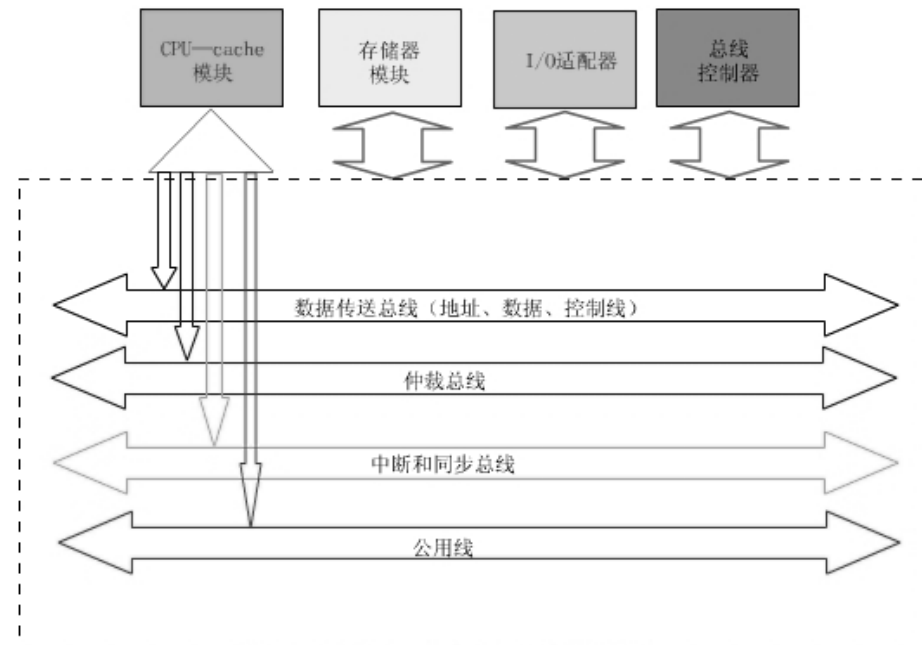 CPU—cache
模块
存储器
模块
I/O适配器
总线
控制器
数据传送总线（地址、数据、控制线）
仲裁总线
中断和同步总线
公用线